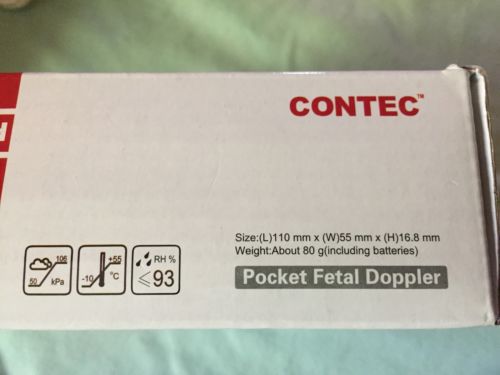 CONTEC™
Size:(L)110 mm x (W)55 mm x (H)16.8 mm
Weight:About 80 g(including batteries)
Pocket Fetal Doppler
106
50 kPa
+55
-10 °C
RH %
≤93